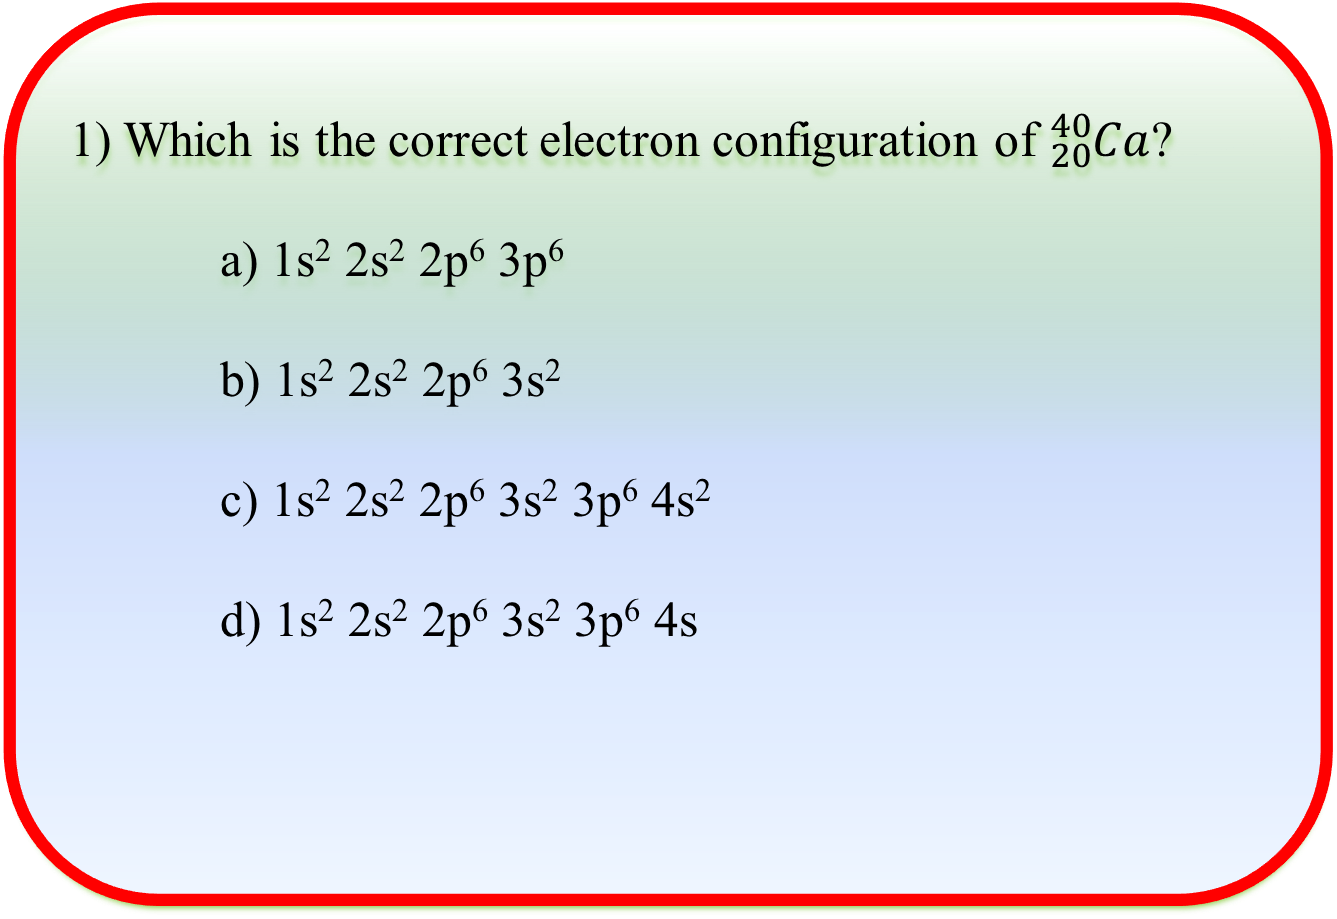 1) Which is the correct electron configuration of ⁴⁰₂₀Ca?
a) 1s² 2s² 2p⁶ 3p⁶
b) 1s² 2s² 2p⁶ 3s²
c) 1s² 2s² 2p⁶ 3s² 3p⁶ 4s²
d) 1s² 2s² 2p⁶ 3s² 3p⁶ 4s